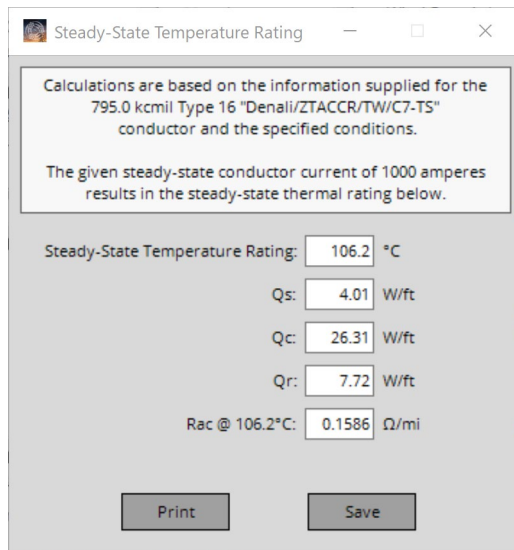 Steady-State Temperature Rating
Calculations are based on the information supplied for the
795.0 kcmil Type 16 "Denali/ZTACCR/TW/C7-TS"
conductor and the specified conditions.
The given steady-state conductor current of 1000 amperes
results in the steady-state thermal rating below.
Steady-State Temperature Rating: 106.2 °C
Qs: 4.01 W/ft
Qc: 26.31 W/ft
Qr: 7.72 W/ft
Rac @ 106.2°C: 0.1586 Ω/mi
Print Save